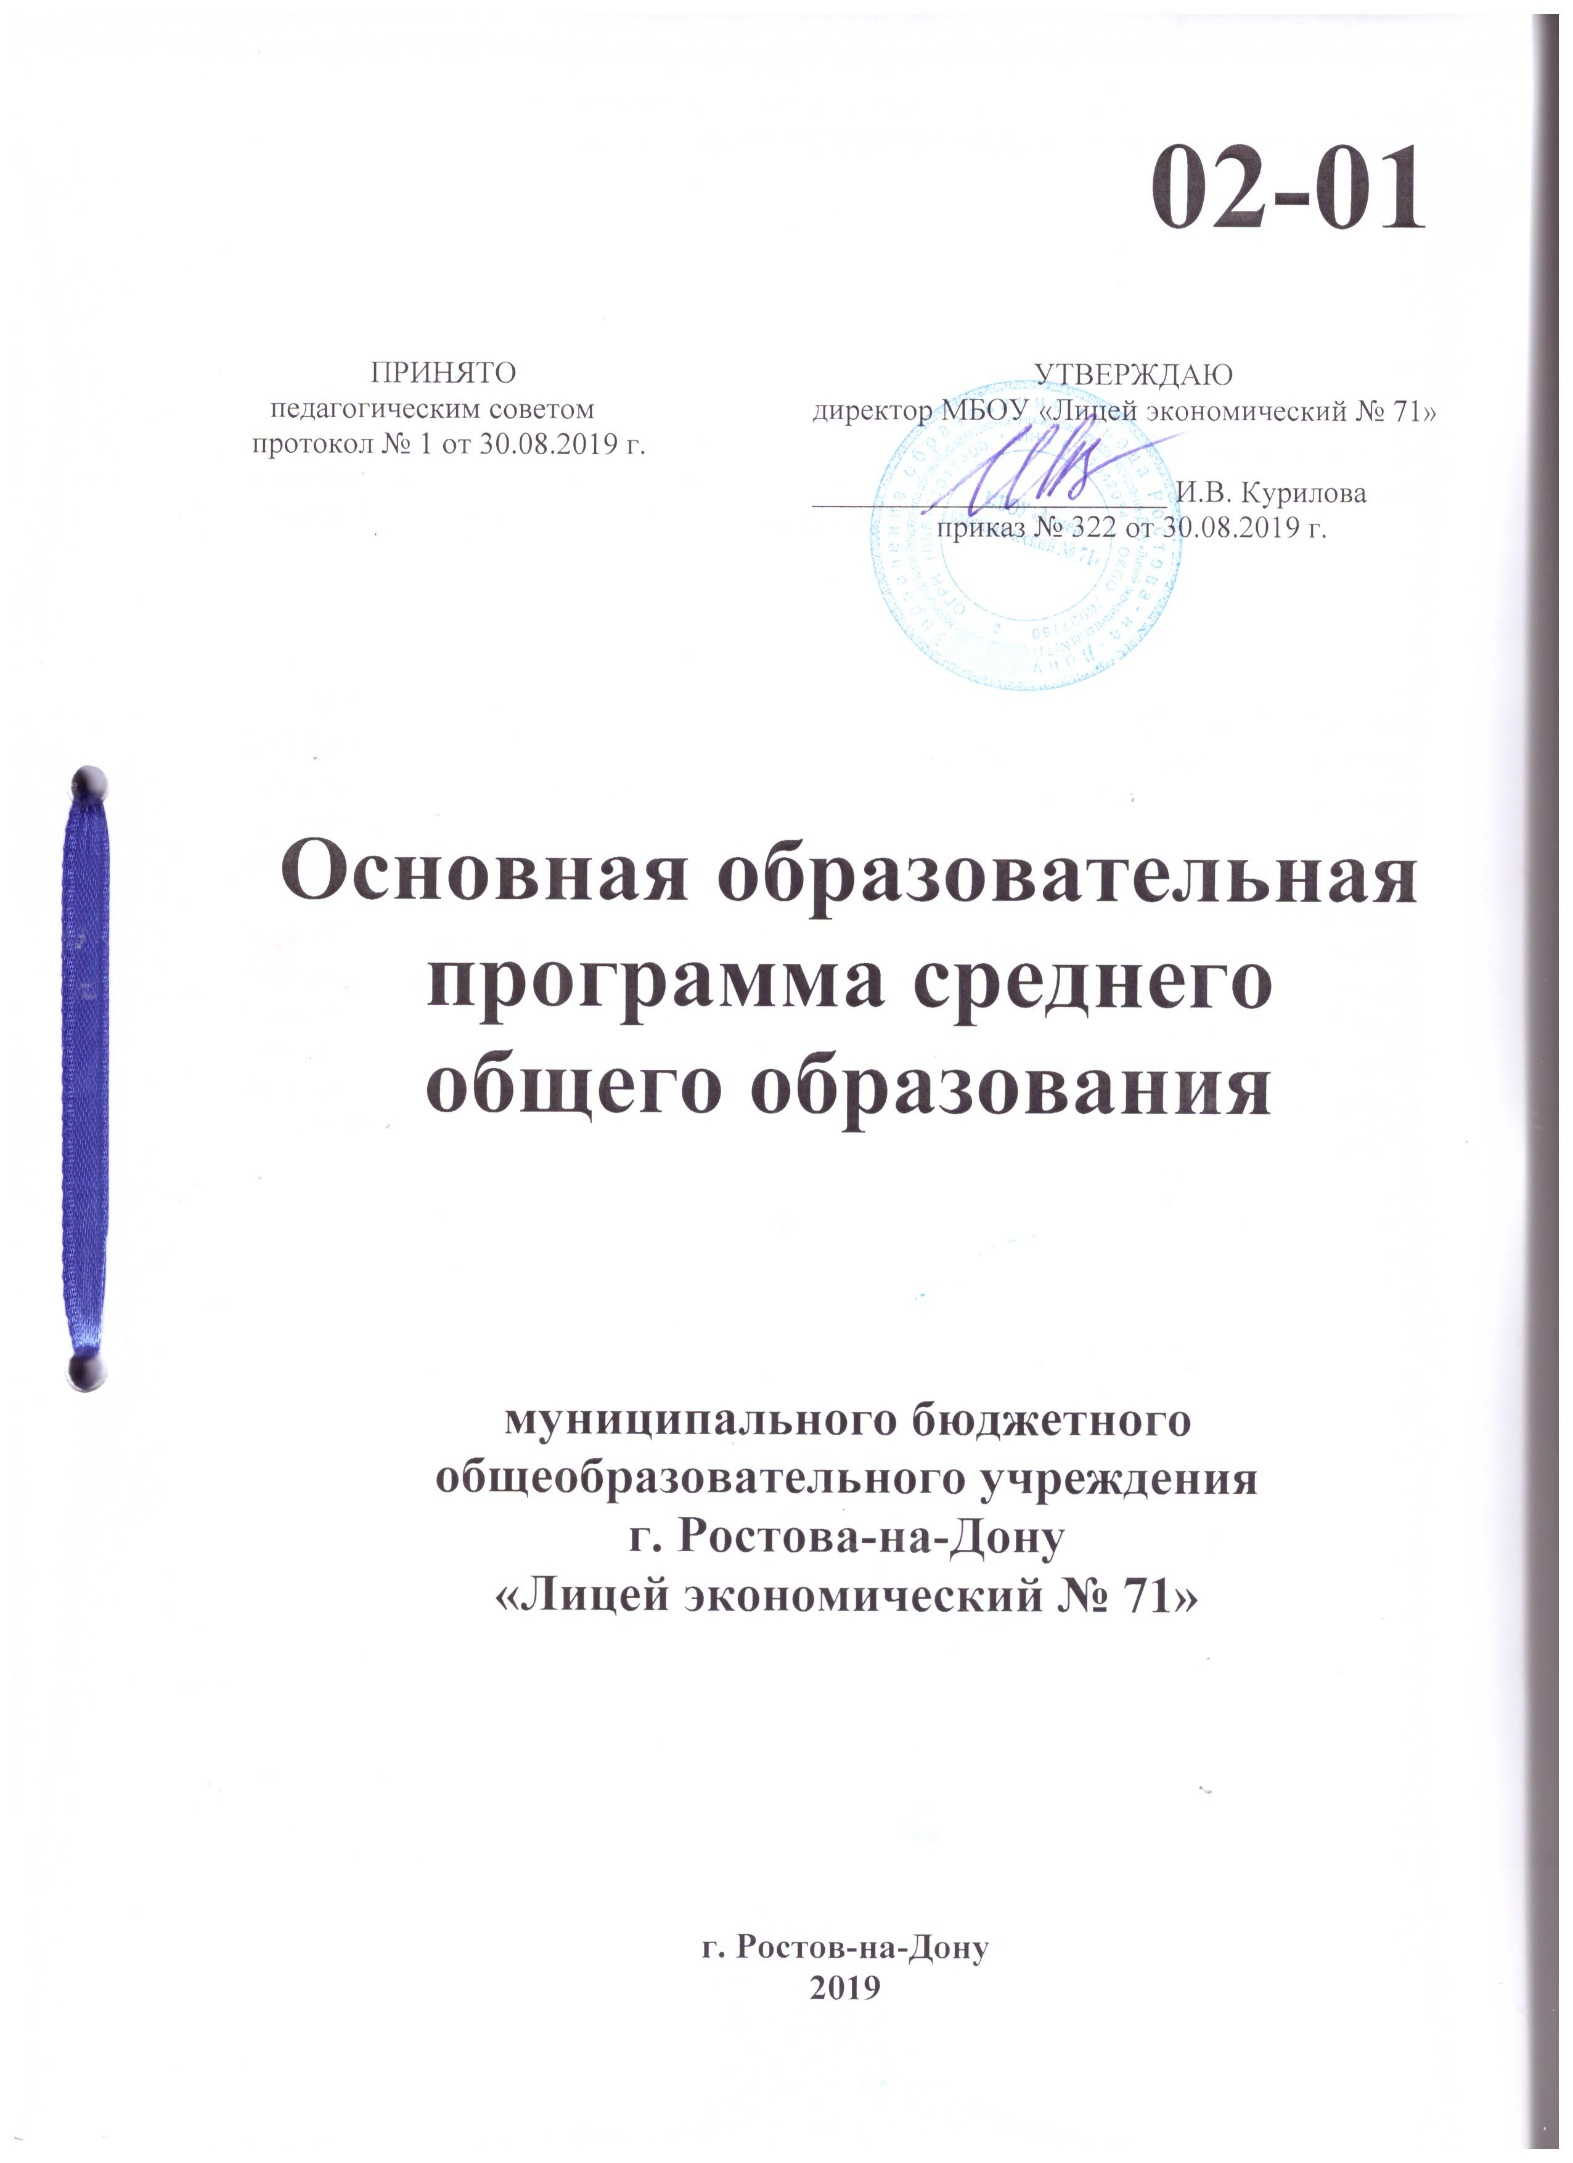 02-01
ПРИНЯТО
педагогическим советом
протокол № 1 от 30.08.2019 г.
УТВЕРЖДАЮ
директор МБОУ «Лицей экономический № 71»
И.В. Курилова
приказ № 322 от 30.08.2019 г.
Основная образовательная
программа среднего
общего образования
муниципального бюджетного
общеобразовательного учреждения
г. Ростова-на-Дону
«Лицей экономический № 71»
г. Ростов-на-Дону
2019